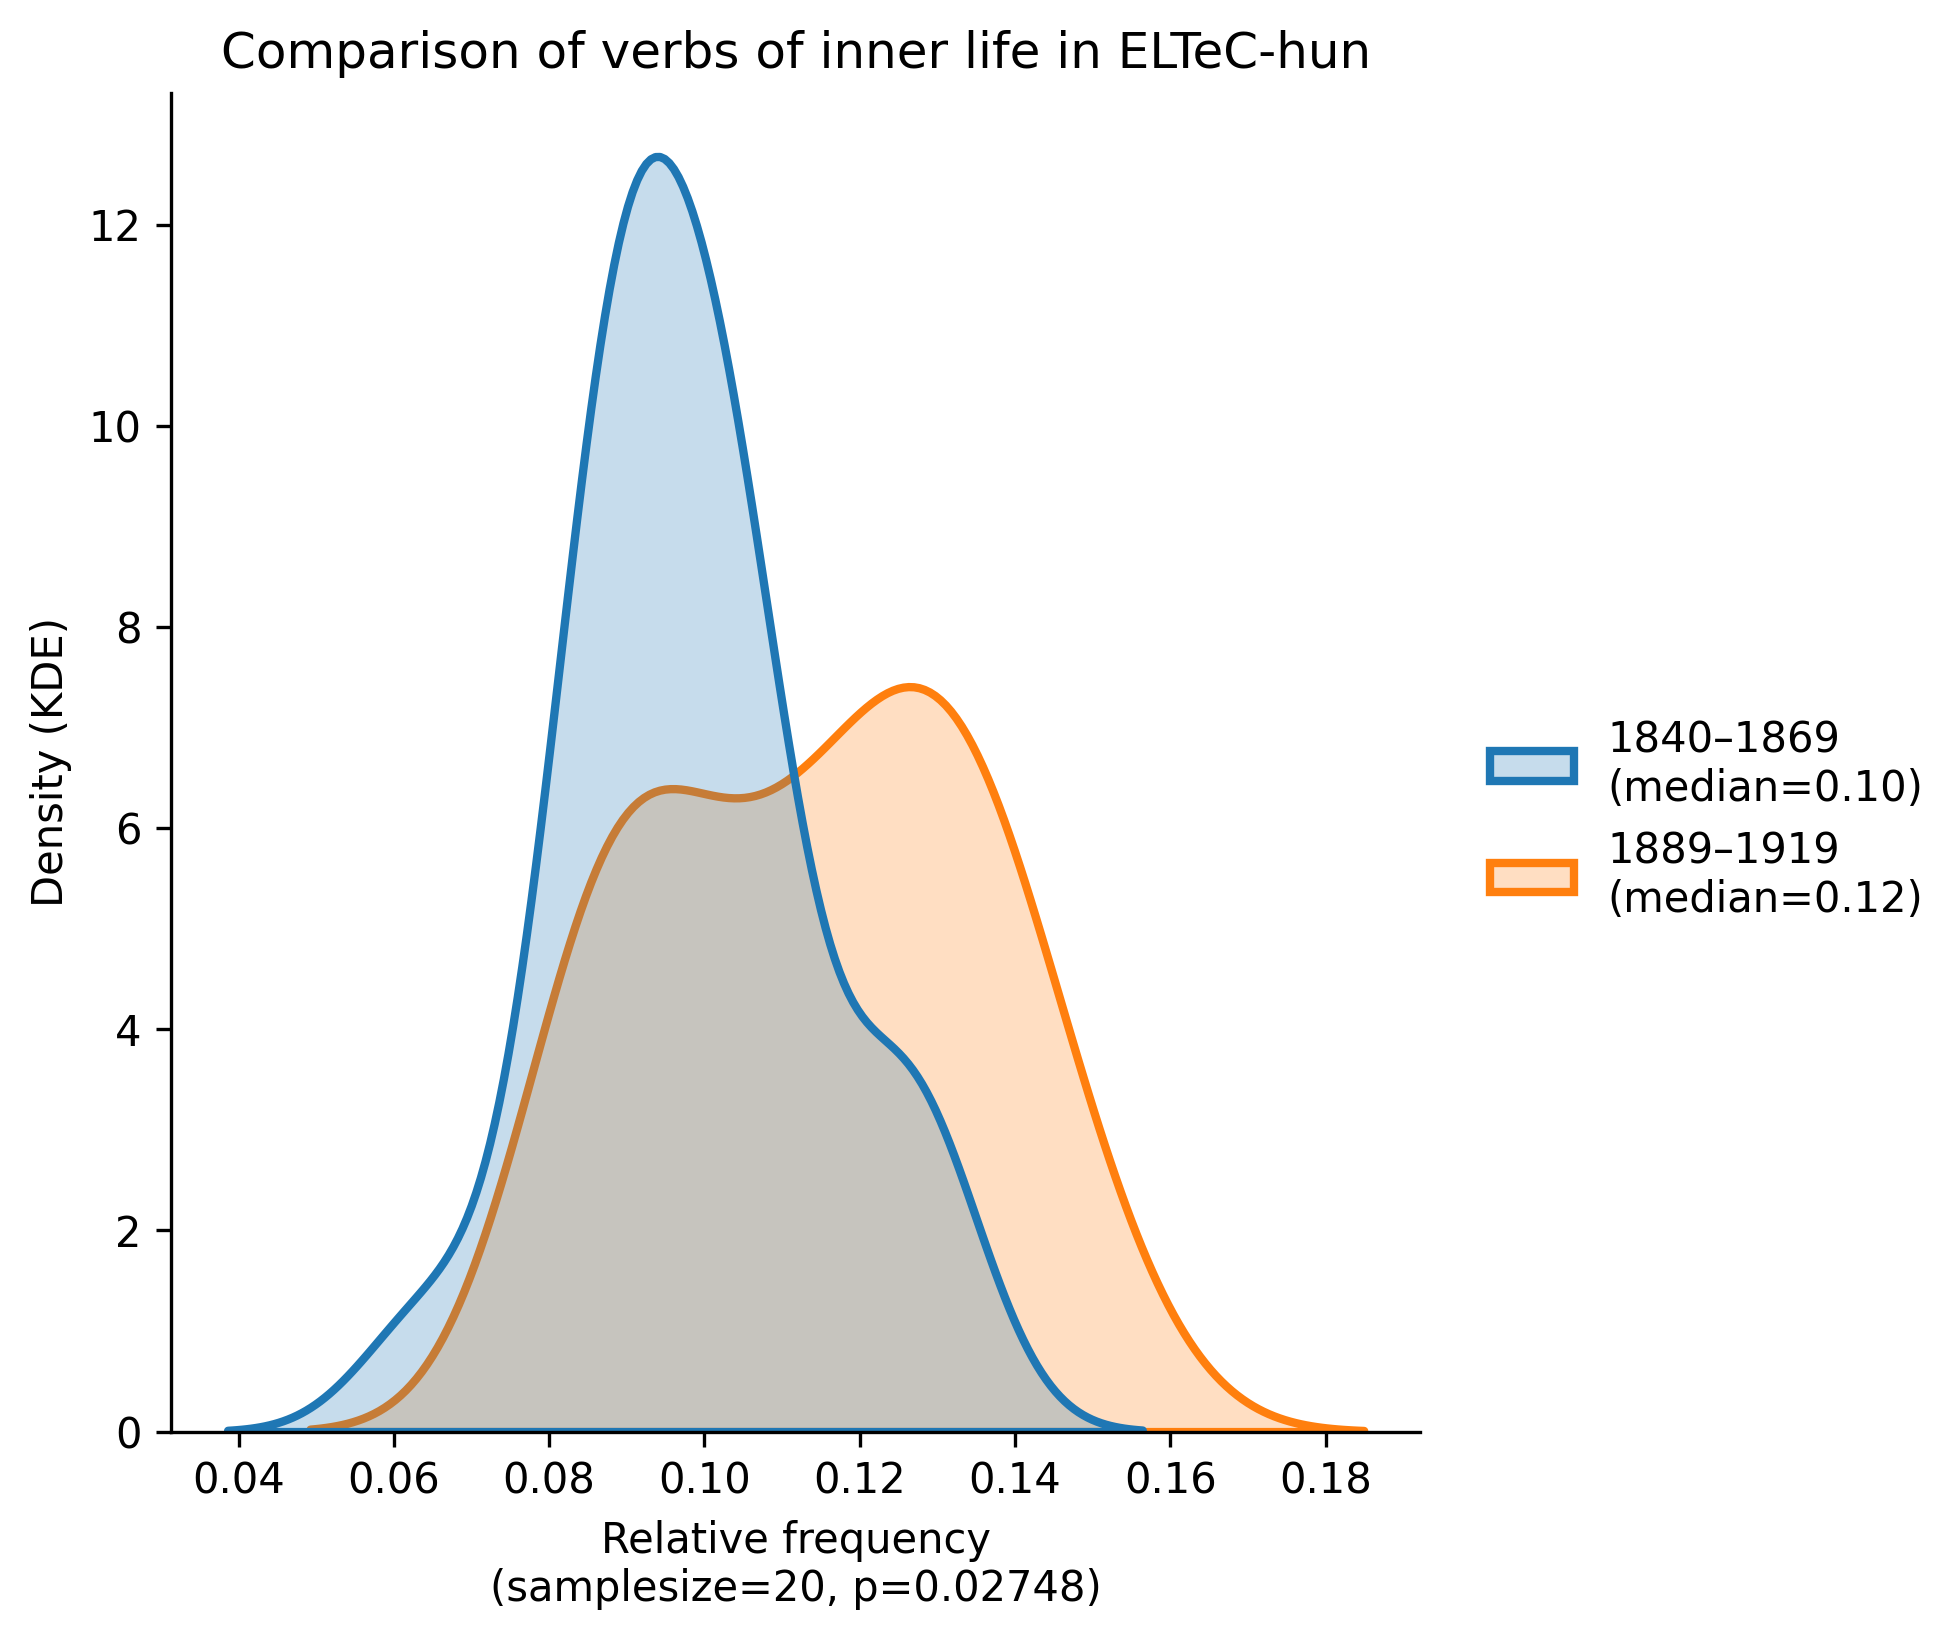 Comparison of verbs of inner life in ELTeC-hun
12
10
8
6
4
2
0
Density (KDE)
0.04 0.06 0.08 0.10 0.12 0.14 0.16 0.18
Relative frequency
(samplesize=20, p=0.02748)
1840–1869
(median=0.10)
1889–1919
(median=0.12)